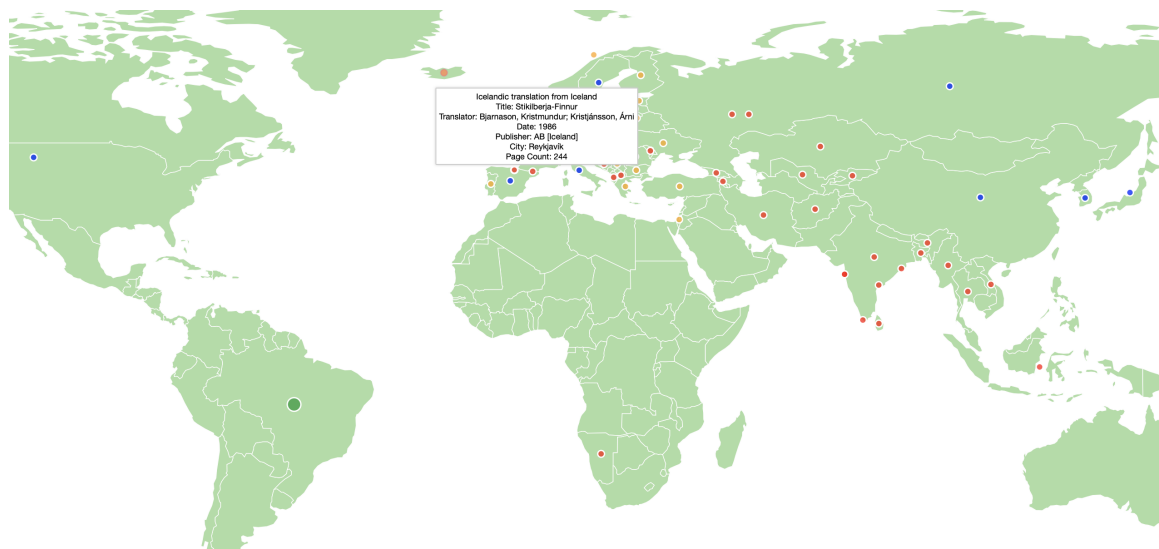 Icelandic translation from Iceland
Title: Stikilberja-Finnur
Translator: Bjarnason, Kristmundur; Kristjánsson, Árni
Date: 1986
Publisher: AB [Iceland]
City: Reykjavík
Page Count: 244